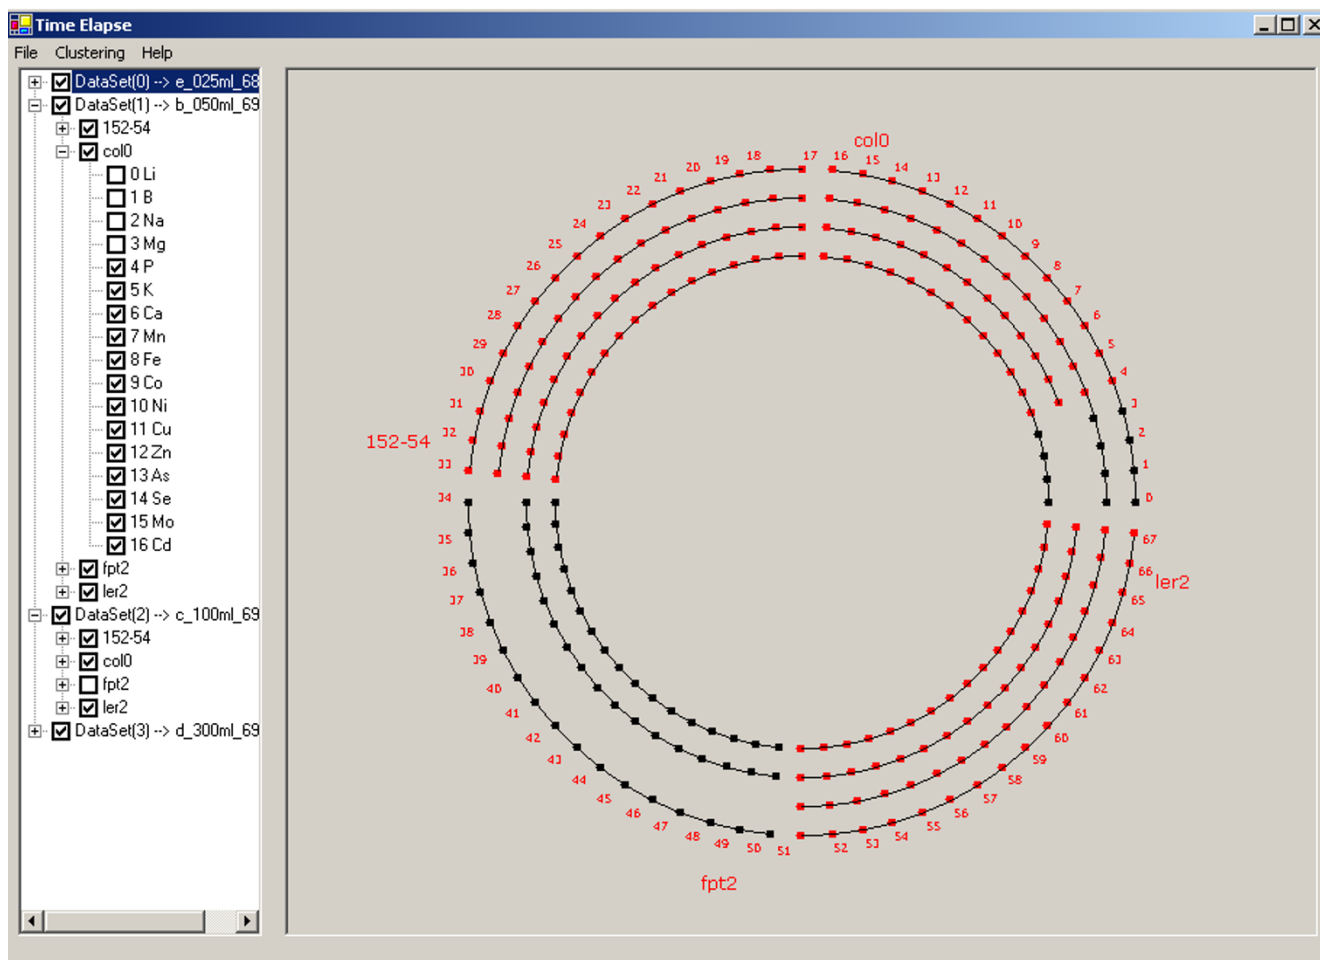 Time Elapse
File Clustering Help
DataSet(0) --> e_025ml_68
DataSet(1) --> b_050ml_69
152-54
col0
0 Li
1 B
2 Na
3 Mg
4 P
5 K
6 Ca
7 Mn
8 Fe
9 Co
10 Ni
11 Cu
12 Zn
13 As
14 Se
15 Mo
16 Cd
fpt2
ler2
DataSet(2) --> c_100ml_69
152-54
col0
fpt2
ler2
DataSet(3) --> d_300ml_69
col0
152-54
ler2
fpt2
0
1
2
3
4
5
6
7
8
9
10
11
12
13
14
15
16
17
18
19
20
21
22
23
24
25
26
27
28
29
30
31
32
33
34
35
36
37
38
39
40
41
42
43
44
45
46
47
48
49
50
51
52
53
54
55
56
57
58
59
60
61
62
63
64
65
66
67